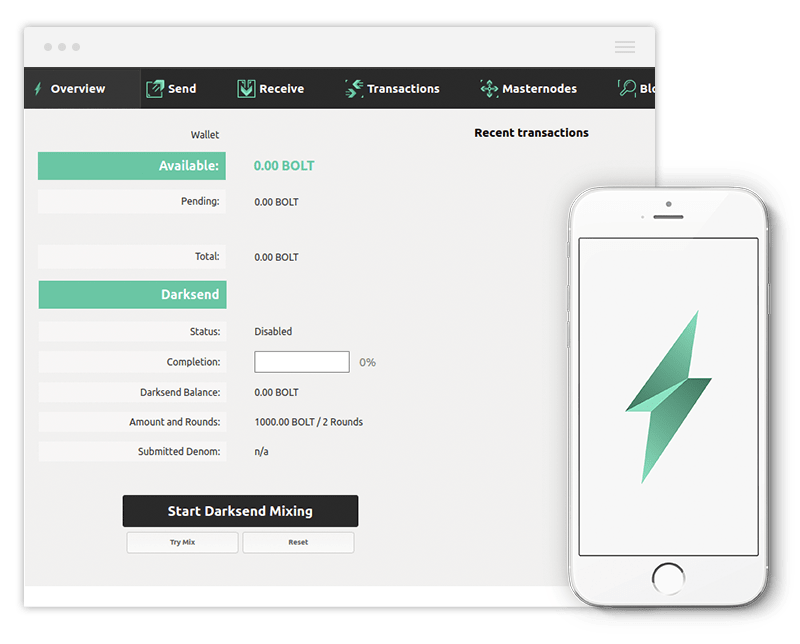 Overview Send Receive Transactions Masternodes Blo
Wallet Recent transactions
Available: 0.00 BOLT
Pending: 0.00 BOLT
Total: 0.00 BOLT
Darksend
Status: Disabled
Completion: 0%
Darksend Balance: 0.00 BOLT
Amount and Rounds: 1000.00 BOLT / 2 Rounds
Submitted Denom: n/a
Start Darksend Mixing
Try Mix Reset